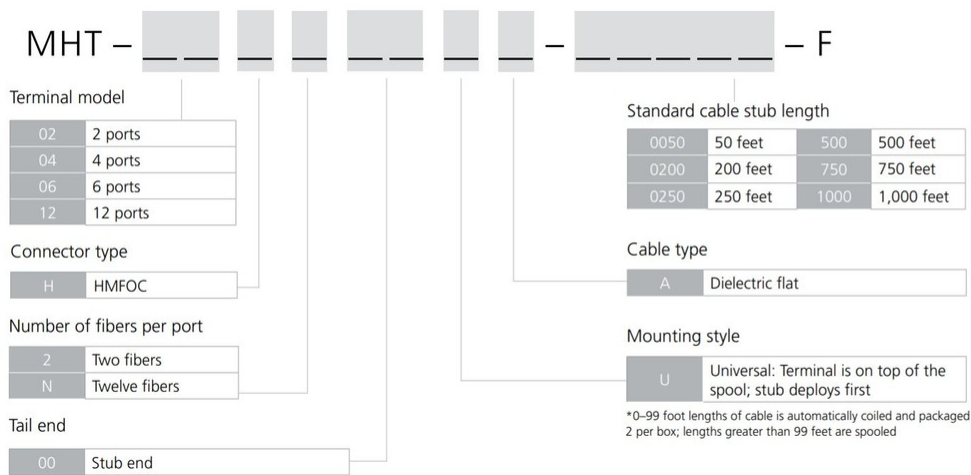 MHT – __ __ __ __ __ __ __ __ – __ __ __ __ __ – F
Terminal model
02 2 ports
04 4 ports
06 6 ports
12 12 ports
Connector type
H HMFOC
Number of fibers per port
2 Two fibers
N Twelve fibers
Tail end
00 Stub end
Standard cable stub length
0050 50 feet 500 500 feet
0200 200 feet 750 750 feet
0250 250 feet 1000 1,000 feet
Cable type
A Dielectric flat
Mounting style
U Universal: Terminal is on top of the
spool; stub deploys first
*0–99 foot lengths of cable is automatically coiled and packaged
2 per box; lengths greater than 99 feet are spooled